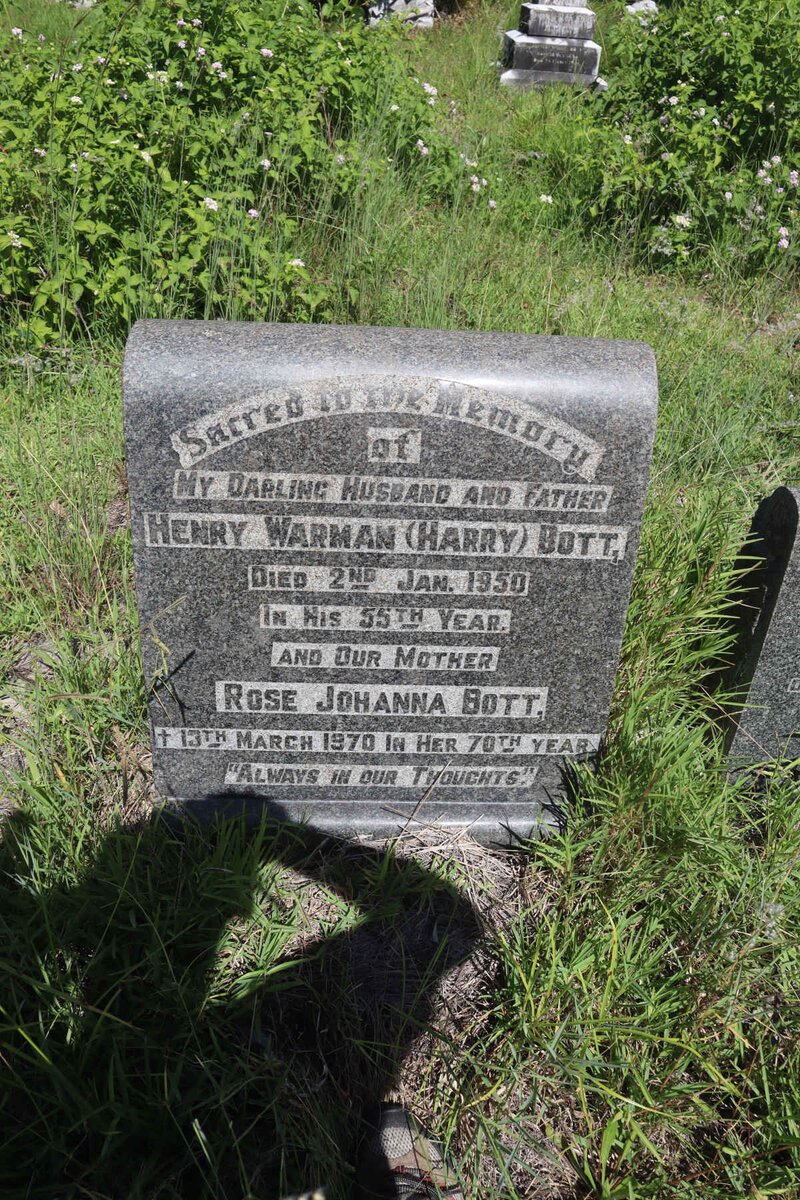 Sacred to the Memory
of
MY DARLING HUSBAND AND FATHER
HENRY WARMAN (HARRY) BOTT,
DIED 2ND JAN. 1950
IN HIS 55TH YEAR.
AND OUR MOTHER
ROSE JOHANNA BOTT,
† 13TH MARCH 1970 IN HER 70TH YEAR
"ALWAYS IN OUR THOUGHTS"